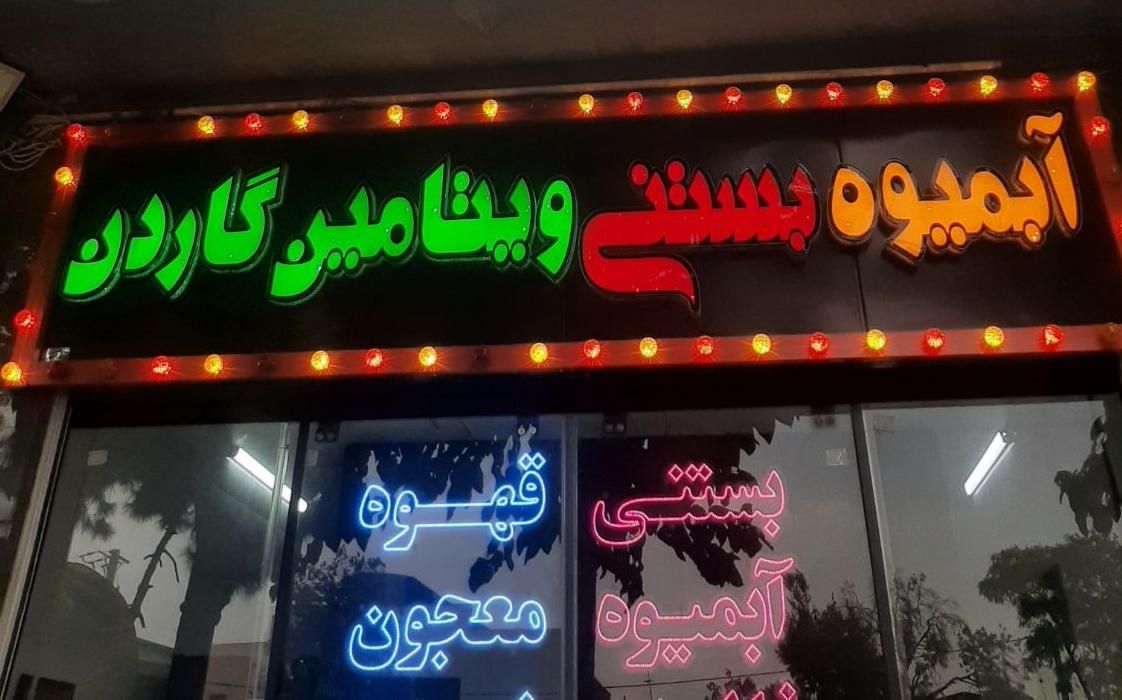 آبمیوه بستنی ویتامین گاردن
بستنی
آبمیوه
قهوه
معجون